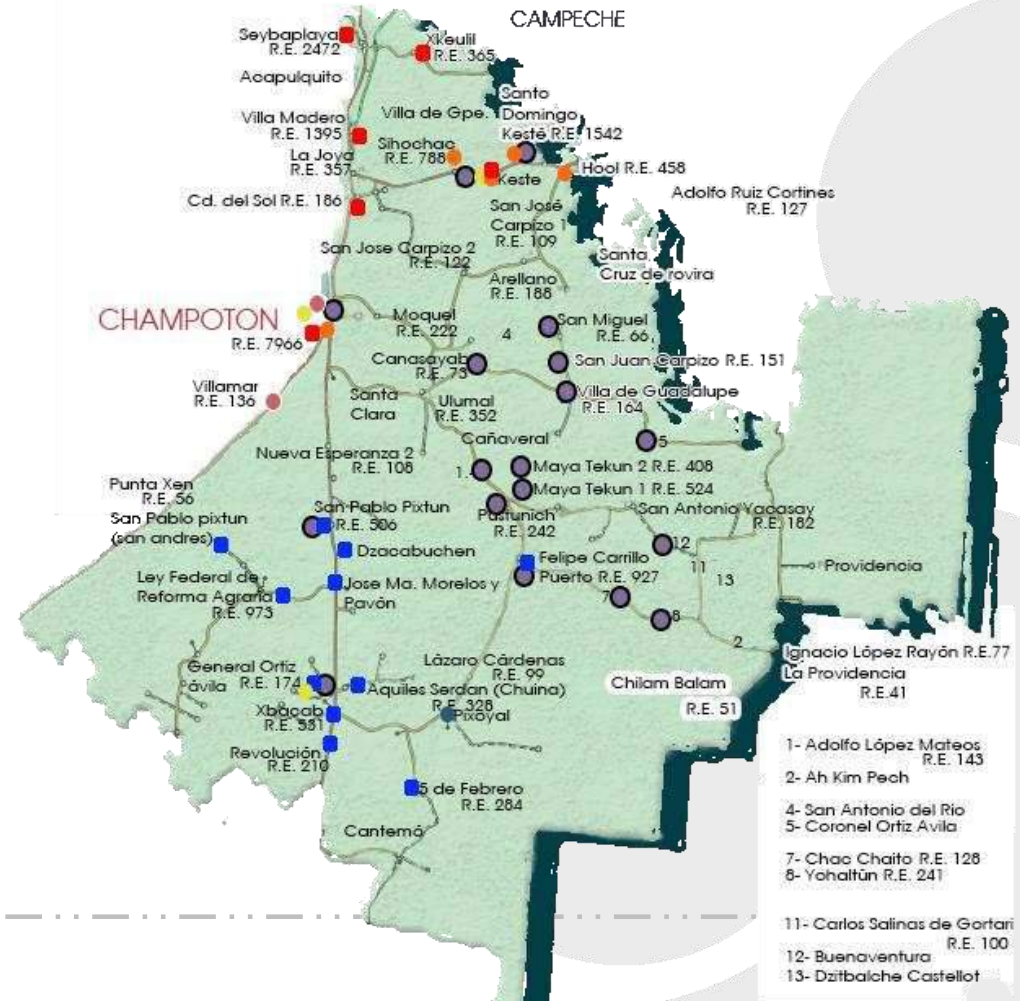 CAMPECHE
Seybaplaya
R.E. 2472
Xkeulil
R.E. 365
Acapulquito
Villa Madero
R.E. 1395
Villa de Gpe.
Santo
Domingo
Kesté R.E. 1542
La Joya
R.E. 357
Sihochac
R.E. 788
Keste
Hool R.E. 458
Cd. del Sol R.E. 186
San José
Carpizo 1
R.E. 109
Adolfo Ruiz Cortines
R.E. 127
San Jose Carpizo 2
R.E. 122
Santa
Cruz de rovira
Arellano
R.E. 188
CHAMPOTON
R.E. 7966
Moquel
R.E. 222
4
San Miguel
R.E. 66
Canasayab
R.E. 73
San Juan Carpizo R.E. 151
Villamar
R.E. 136
Santa
Clara
Ulumal
R.E. 352
Villa de Guadalupe
R.E. 164
Cañaveral
5
Nueva Esperanza 2
R.E. 108
1.
Maya Tekun 2 R.E. 408
Maya Tekun 1 R.E. 524
Punta Xen
R.E. 56
San Pablo pixtun
(san andres)
San Pablo Pixtun
R.E. 506
Pustunich
R.E. 242
San Antonio Yacasay
R.E. 182
Dzacabuchen
12
11
13
Felipe Carrillo
Puerto R.E. 927
Providencia
Ley Federal de
Reforma Agraria
R.E. 973
Jose Ma. Morelos y
Pavón
7
8
2
Ignacio López Rayón R.E.77
La Providencia
R.E.41
General Ortiz
ávila
R.E. 174
Lázaro Cárdenas
R.E. 99
Aquiles Serdan (Chuina)
R.E. 328
Chilam Balam
R.E. 51
Xbacab
R.E. 531
Pixoyal
Revolución
R.E. 210
5 de Febrero
R.E. 284
Cantemó
1- Adolfo López Mateos
R.E. 143
2- Ah Kim Pech
4- San Antonio del Rio
5- Coronel Ortiz Avila
7- Chac Chaito R.E. 128
8- Yohaltún R.E. 241
11- Carlos Salinas de Gortari
R.E. 100
12- Buenaventura
13- Dzitbalche Castellot